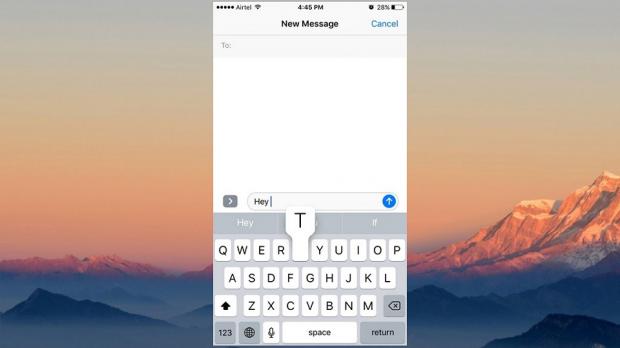 Airtel 4:45 PM 28%
New Message Cancel
To:
Hey
Hey If
T
Q W E R Y U I O P
A S D F G H J K L
Z X C V B N M
123 space return